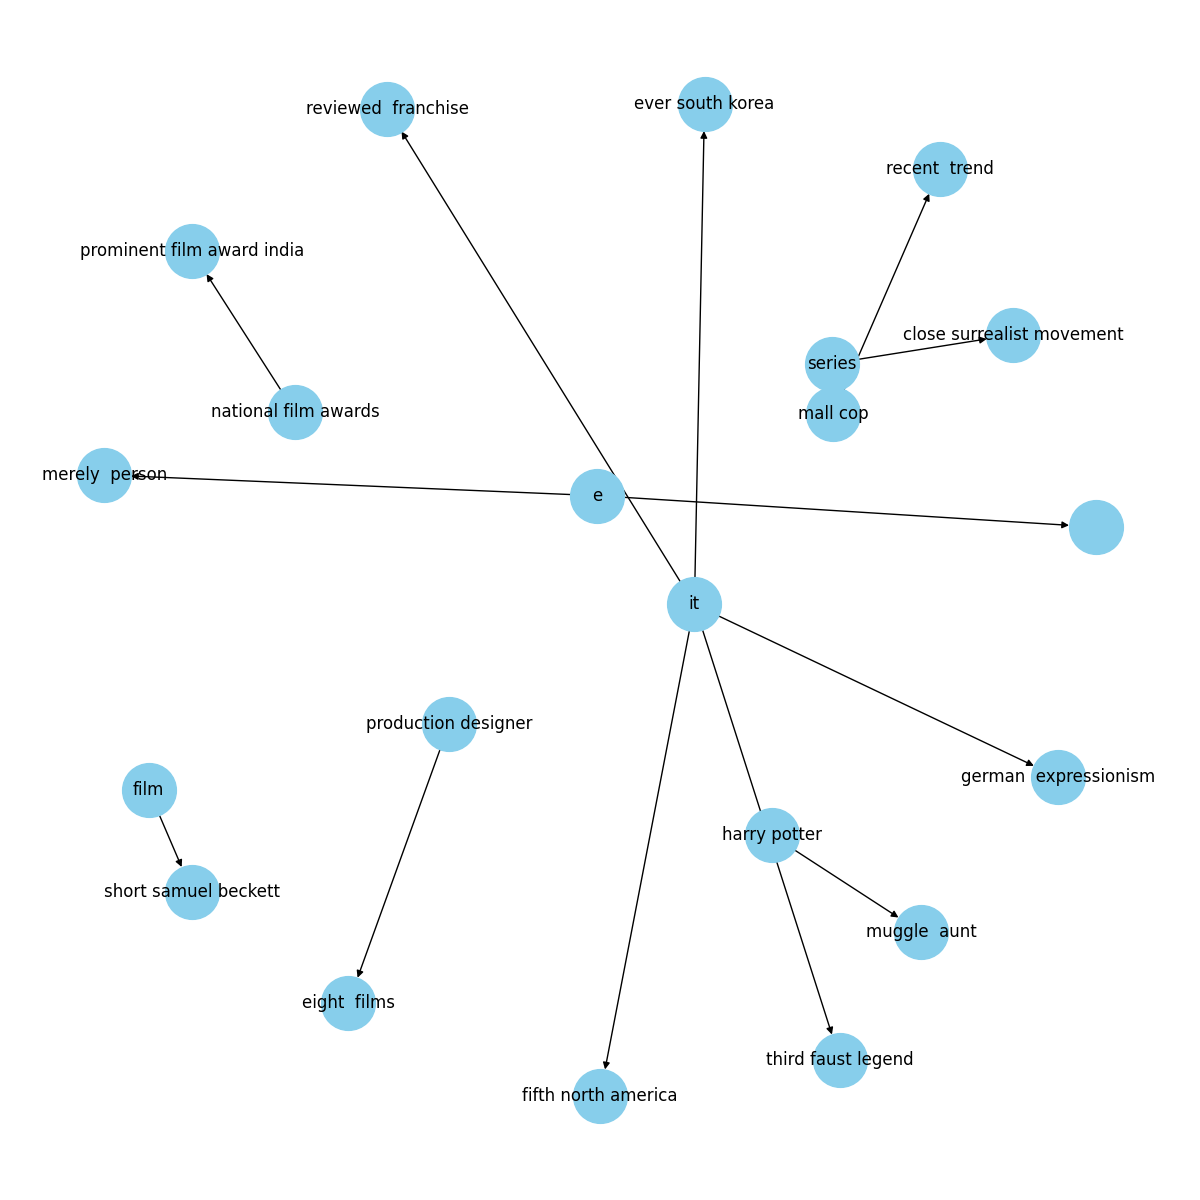 ever south korea
reviewed  franchise
recent  trend
prominent film award india
close surrealist movement
series
national film awards
mall cop
merely  person
e
it
production designer
german  expressionism
film
harry potter
short samuel beckett
muggle  aunt
eight  films
third faust legend
fifth north america